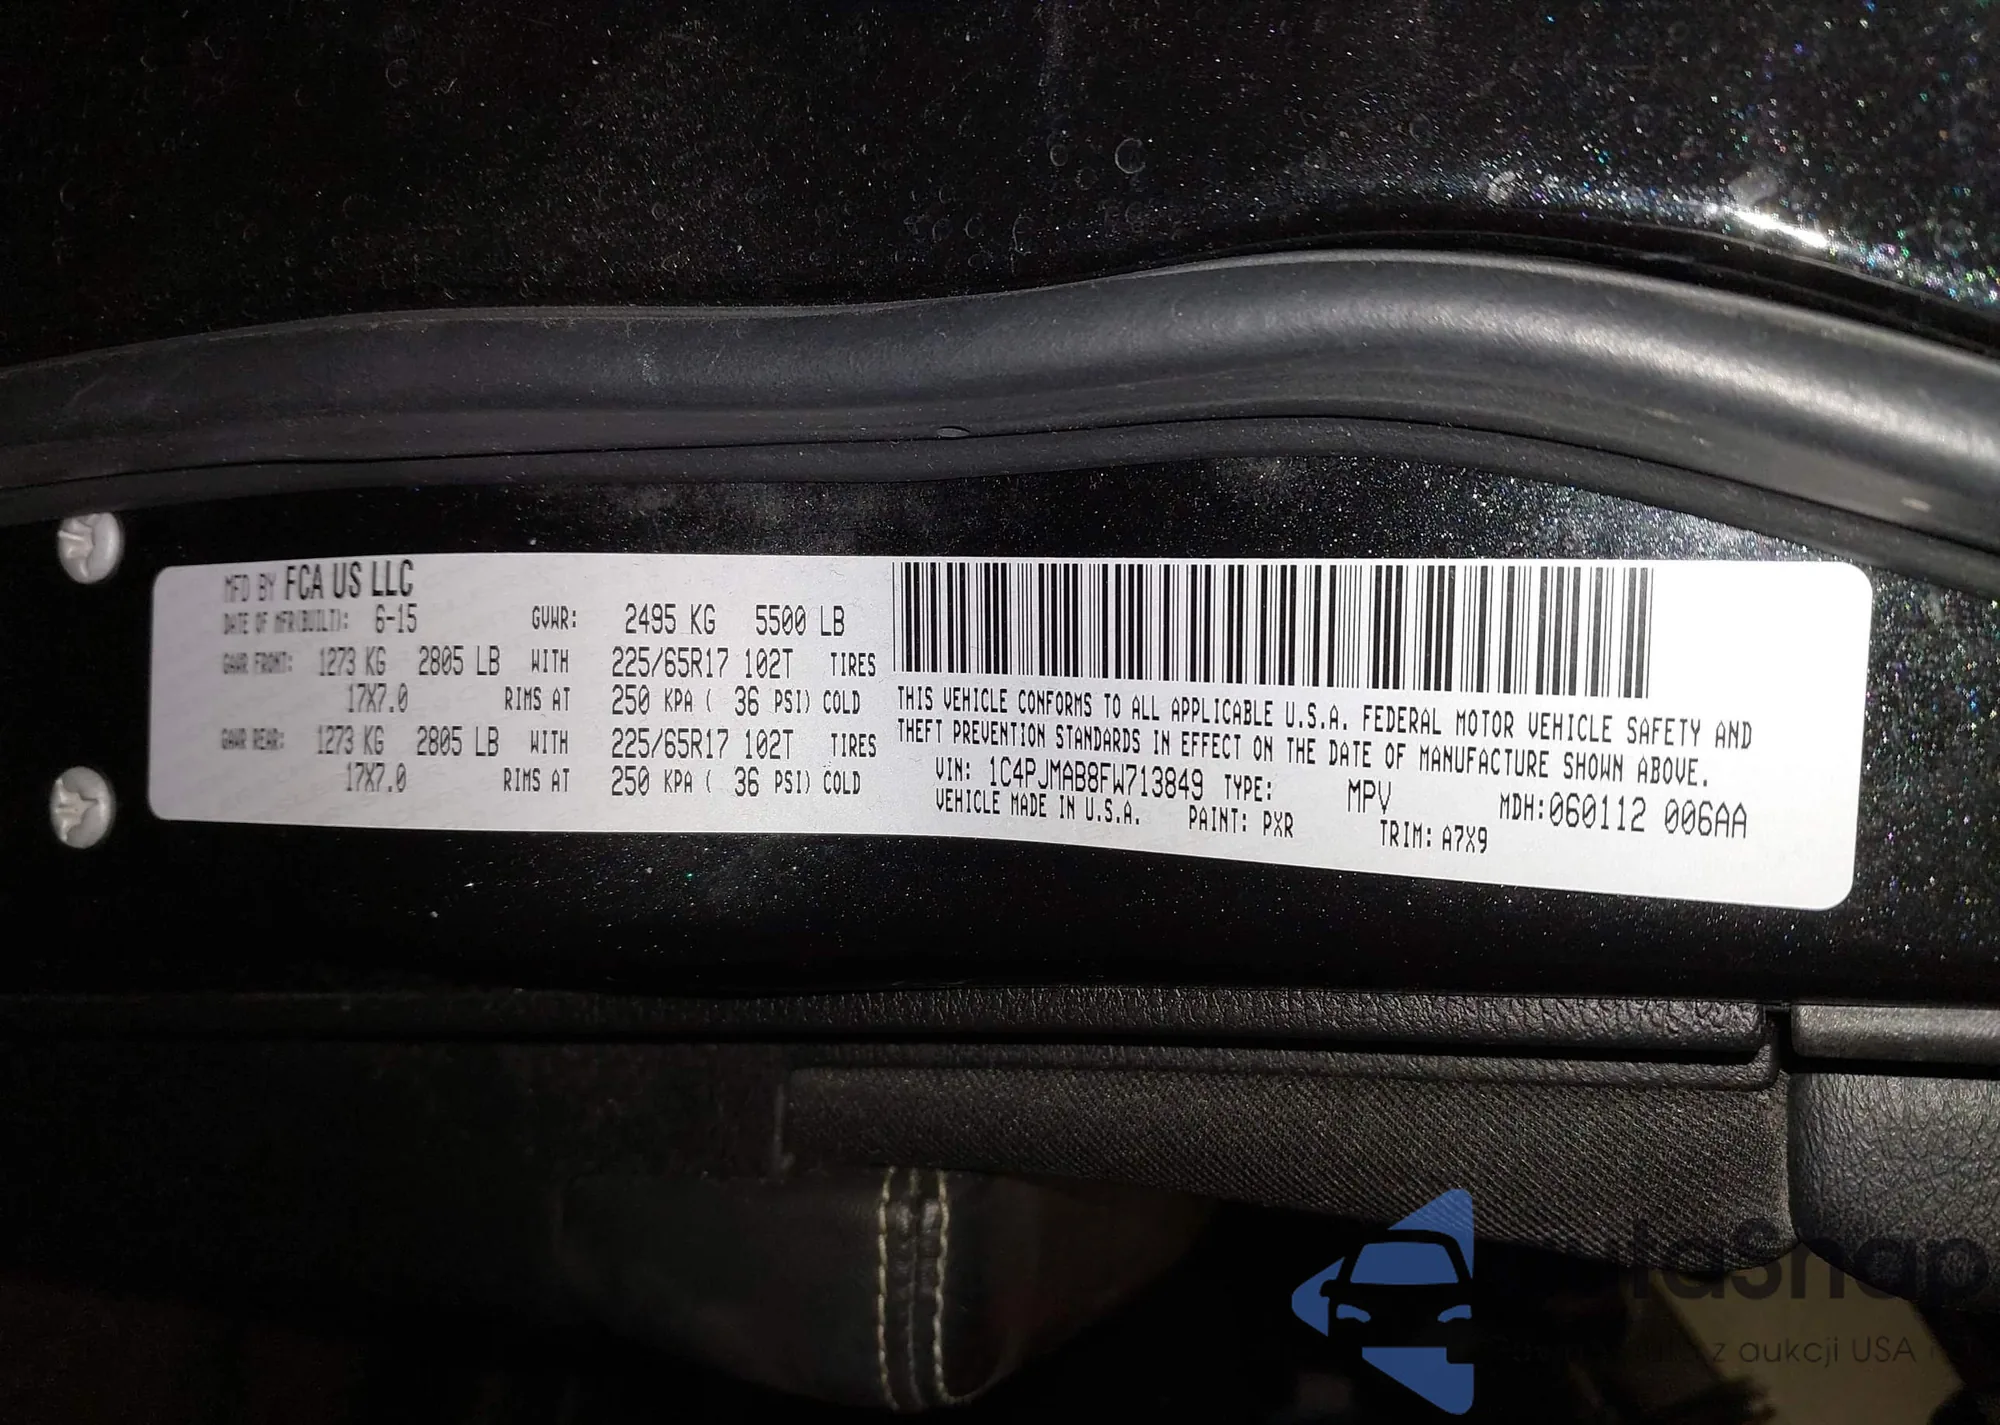 MFD BY FCA US LLC
DATE OF MFR(BUILT): 6-15 GVWR: 2495 KG 5500 LB
GAWR FRONT: 1273 KG 2805 LB WITH 225/65R17 102T TIRES
17X7.0 RIMS AT 250 KPA ( 36 PSI) COLD
GAWR REAR: 1273 KG 2805 LB WITH 225/65R17 102T TIRES
17X7.0 RIMS AT 250 KPA ( 36 PSI) COLD
THIS VEHICLE CONFORMS TO ALL APPLICABLE U.S.A. FEDERAL MOTOR VEHICLE SAFETY AND
THEFT PREVENTION STANDARDS IN EFFECT ON THE DATE OF MANUFACTURE SHOWN ABOVE.
VIN: 1C4PJMAB8FW713849 TYPE: MPV MDH:060112 006AA
VEHICLE MADE IN U.S.A. PAINT: PXR TRIM: A7X9
z aukcji USA